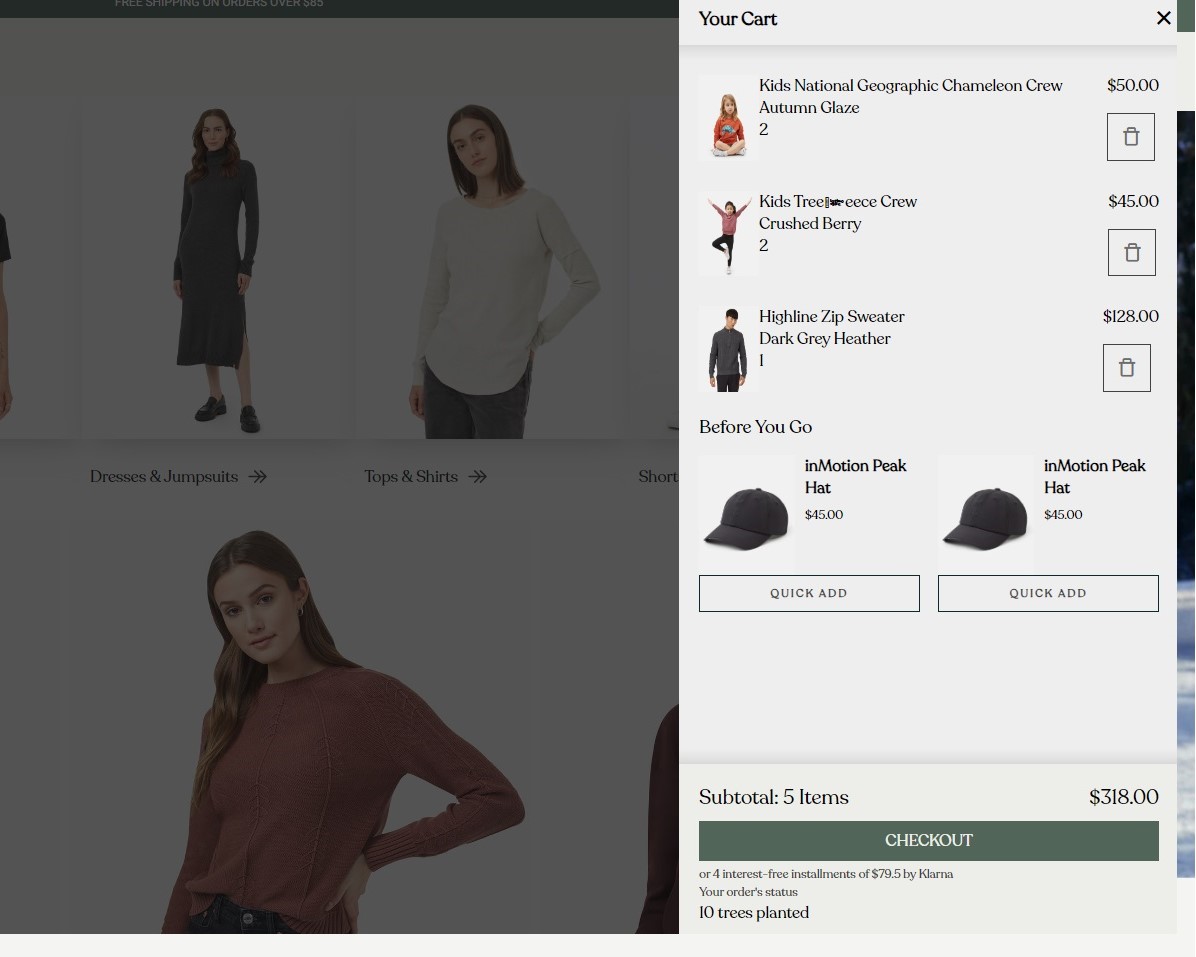 FREE SHIPPING ON ORDERS OVER $85
Your Cart
Kids National Geographic Chameleon Crew
$50.00
Autumn Glaze
2
Kids Tree eece Crew
$45.00
Crushed Berry
2
Highline Zip Sweater
$128.00
Dark Grey Heather
1
Before You Go
inMotion Peak
Hat
$45.00
QUICK ADD
inMotion Peak
Hat
$45.00
QUICK ADD
Dresses & Jumpsuits
Tops & Shirts
Short
Subtotal: 5 Items
$318.00
CHECKOUT
or 4 interest-free installments of $79.5 by Klarna
Your order's status
10 trees planted